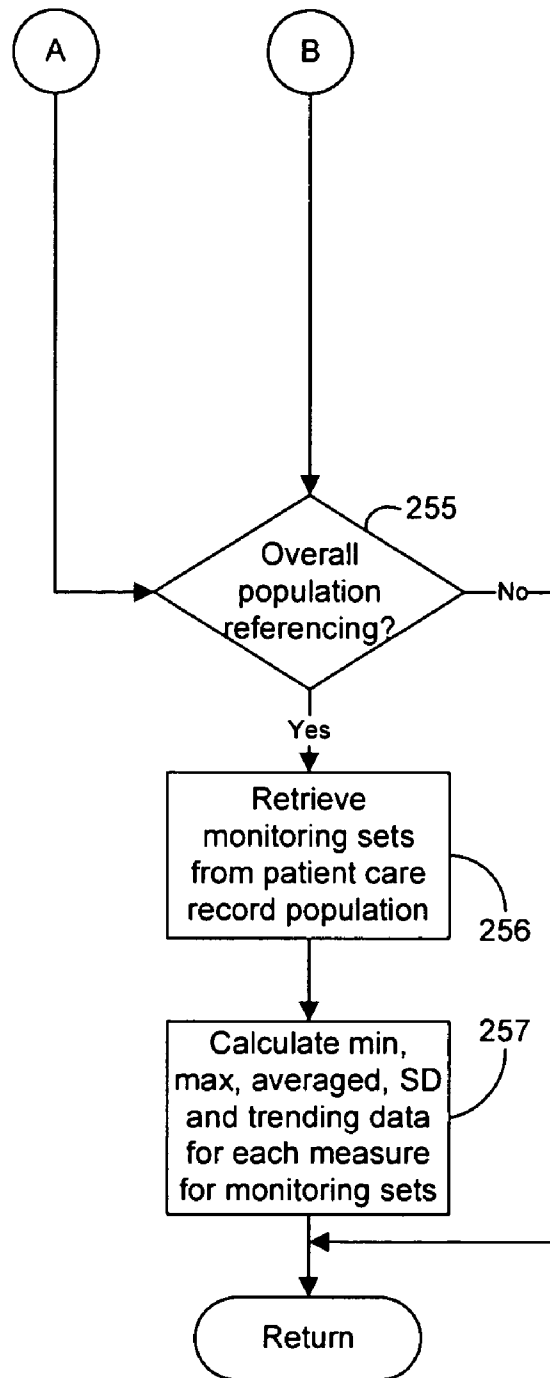 A
B
255
Overall
population
referencing?
No
Yes
Retrieve
monitoring sets
from patient care
record population
256
257
Calculate min,
max, averaged, SD
and trending data
for each measure
for monitoring sets
Return